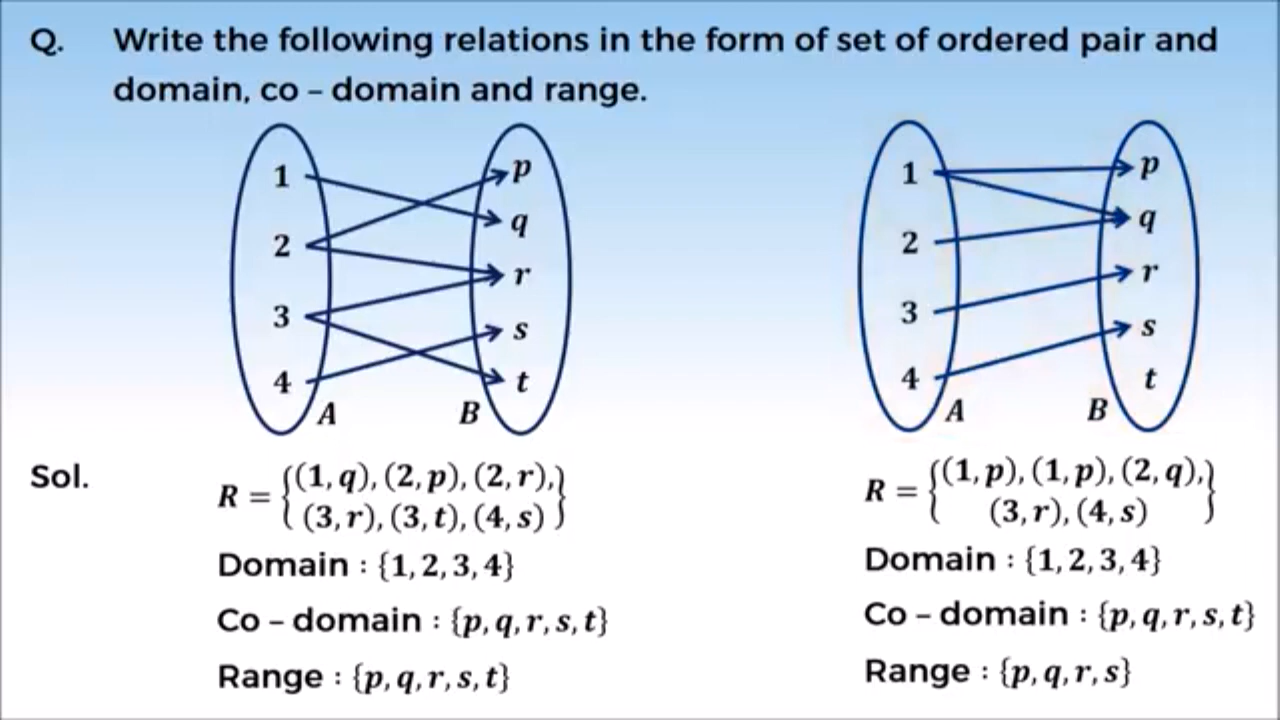 Q. Write the following relations in the form of set of ordered pair and
domain, co – domain and range.
1
2
3
4
A
p
q
r
s
t
B
1
2
3
4
A
p
q
r
s
t
B
Sol.
R = {(1, q), (2, p), (2, r),
(3, r), (3, t), (4, s)}
Domain : {1, 2, 3, 4}
Co – domain : {p, q, r, s, t}
Range : {p, q, r, s, t}
R = {(1, p), (1, p), (2, q),
(3, r), (4, s)}
Domain : {1, 2, 3, 4}
Co – domain : {p, q, r, s, t}
Range : {p, q, r, s}